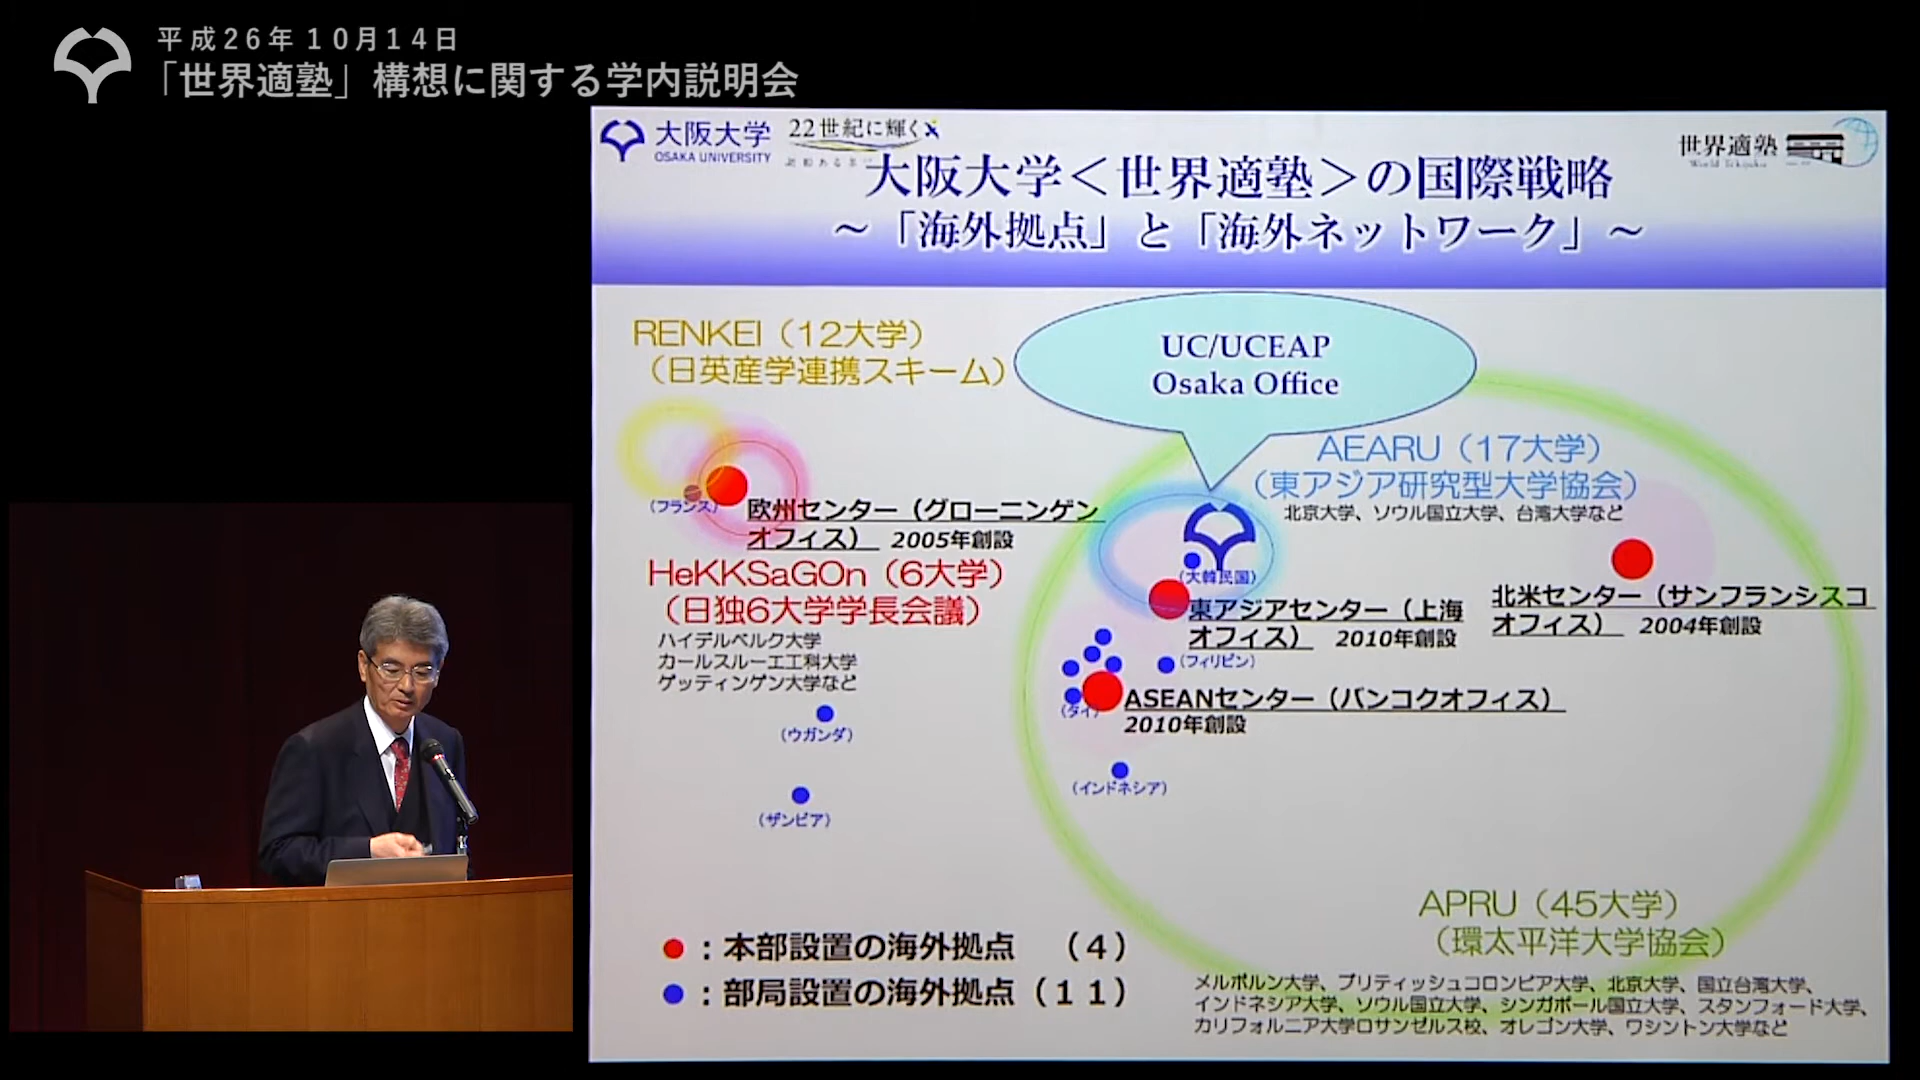 平成26年10月14日
「世界適塾」構想に関する学内説明会
大阪大学
OSAKA UNIVERSITY
22世紀に輝く
世界適塾
World Tekijuku
大阪大学＜世界適塾＞の国際戦略
～「海外拠点」と「海外ネットワーク」～
RENKEI（12大学）
（日英産学連携スキーム）
UC/UCEAP
Osaka Office
AEARU（17大学）
（東アジア研究型大学協会）
北京大学、ソウル国立大学、台湾大学など
（フランス）
欧州センター（グローニンゲン
オフィス） 2005年創設
HeKKSaGOn（6大学）
（日独6大学学長会議）
ハイデルベルク大学
カールスルーエ工科大学
ゲッティンゲン大学など
（ウガンダ）
（ザンビア）
（大韓民国）
東アジアセンター（上海
オフィス） 2010年創設
北米センター（サンフランシスコ
オフィス） 2004年創設
（フィリピン）
（タイ）
ASEANセンター（バンコクオフィス）
2010年創設
（インドネシア）
APRU（45大学）
（環太平洋大学協会）
メルボルン大学、ブリティッシュコロンビア大学、北京大学、国立台湾大学、
インドネシア大学、ソウル国立大学、シンガポール国立大学、スタンフォード大学、
カリフォルニア大学ロサンゼルス校、オレゴン大学、ワシントン大学など
：本部設置の海外拠点 （4）
：部局設置の海外拠点（11）